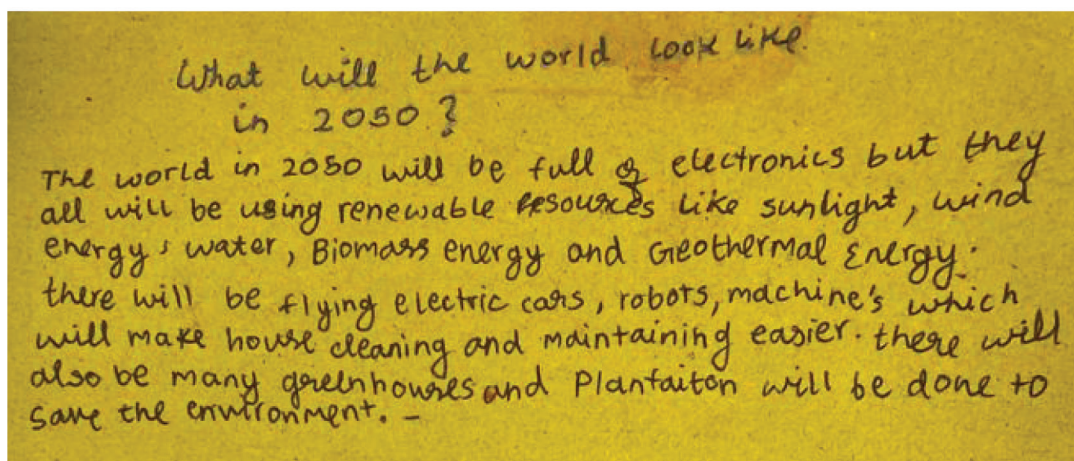 What will the world look like
in 2050?
The world in 2050 will be full of electronics but they
all will be using renewable resources like sunlight, wind
energy, water, Biomass energy and Geothermal Energy.
there will be flying electric cars, robots, machine's which
will make house cleaning and maintaining easier. there will
also be many greelnhouses and Plantaiton will be done to
save the envuironment. -